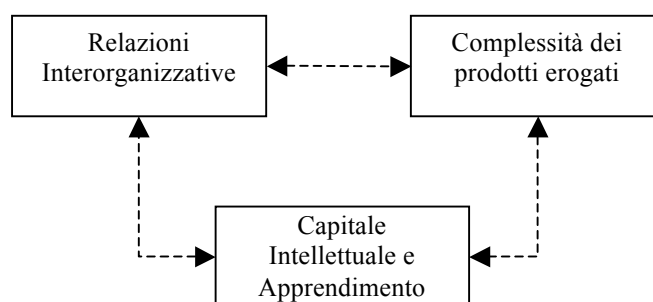 Relazioni
Interorganizzative
Complessità dei
prodotti erogati
Capitale
Intellettuale e
Apprendimento